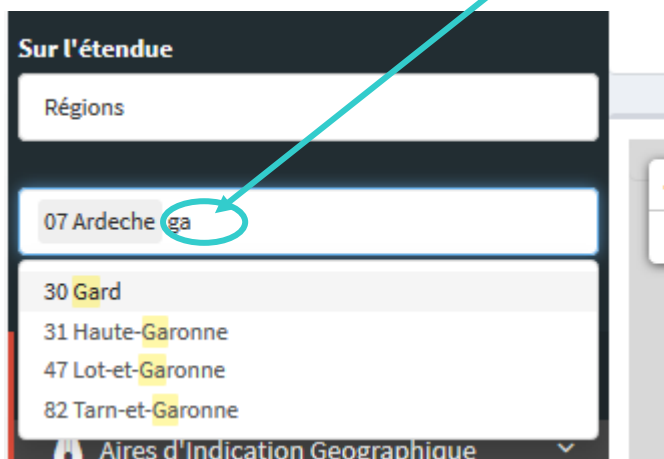 Sur l'étendue
Régions
07 Ardeche ga
30 Gard
31 Haute-Garonne
47 Lot-et-Garonne
82 Tarn-et-Garonne
Aires d'Indication Geographique